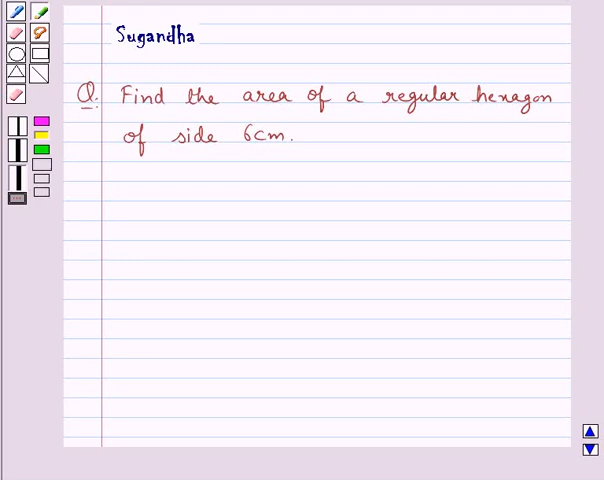 Sugandha
Q. Find the area of a regular hexagon
of side 6cm.